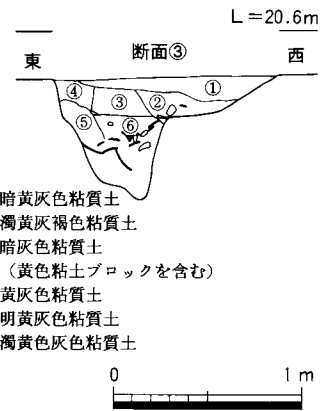 L=20.6m
東 断面③ 西
④ ③ ② ①
⑤ ⑥
暗黄灰色粘質土
濁黄灰褐色粘質土
暗灰色粘質土
(黄色粘土ブロックを含む)
黄灰色粘質土
明黄灰色粘質土
濁黄色灰色粘質土
0 1m